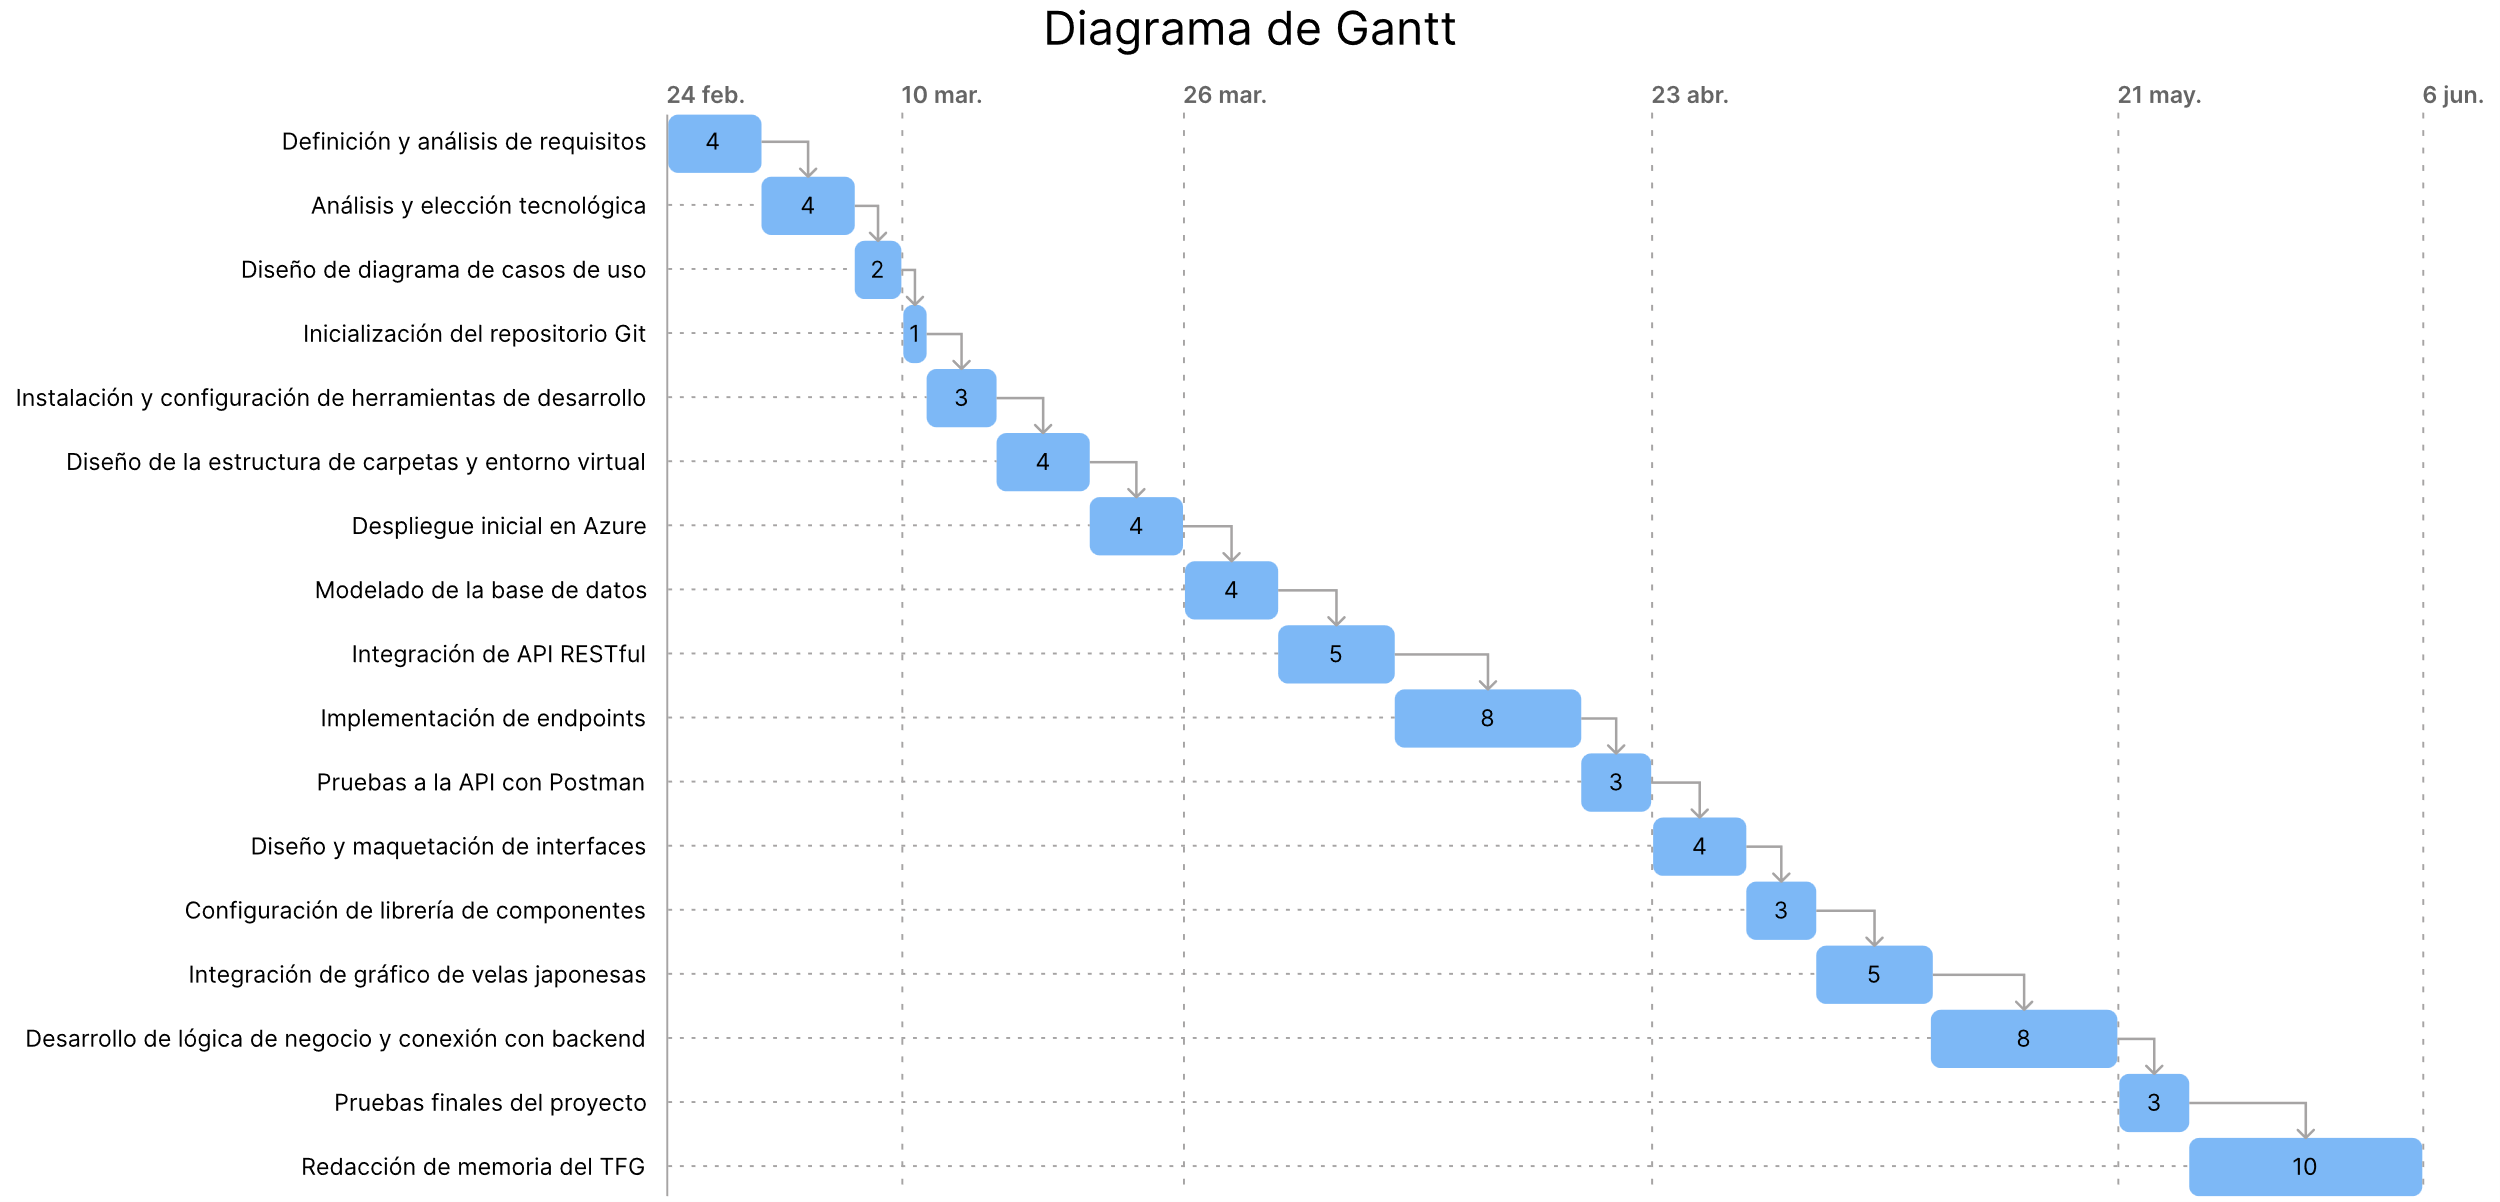 Diagrama de Gantt
24 feb. 10 mar. 26 mar. 23 abr. 21 may. 6 jun.
Definición y análisis de requisitos 4
Análisis y elección tecnológica 4
Diseño de diagrama de casos de uso 2
Inicialización del repositorio Git 1
Instalación y configuración de herramientas de desarrollo 3
Diseño de la estructura de carpetas y entorno virtual 4
Despliegue inicial en Azure 4
Modelado de la base de datos 4
Integración de API RESTful 5
Implementación de endpoints 8
Pruebas a la API con Postman 3
Diseño y maquetación de interfaces 4
Configuración de librería de componentes 3
Integración de gráfico de velas japonesas 5
Desarrollo de lógica de negocio y conexión con backend 8
Pruebas finales del proyecto 3
Redacción de memoria del TFG 10